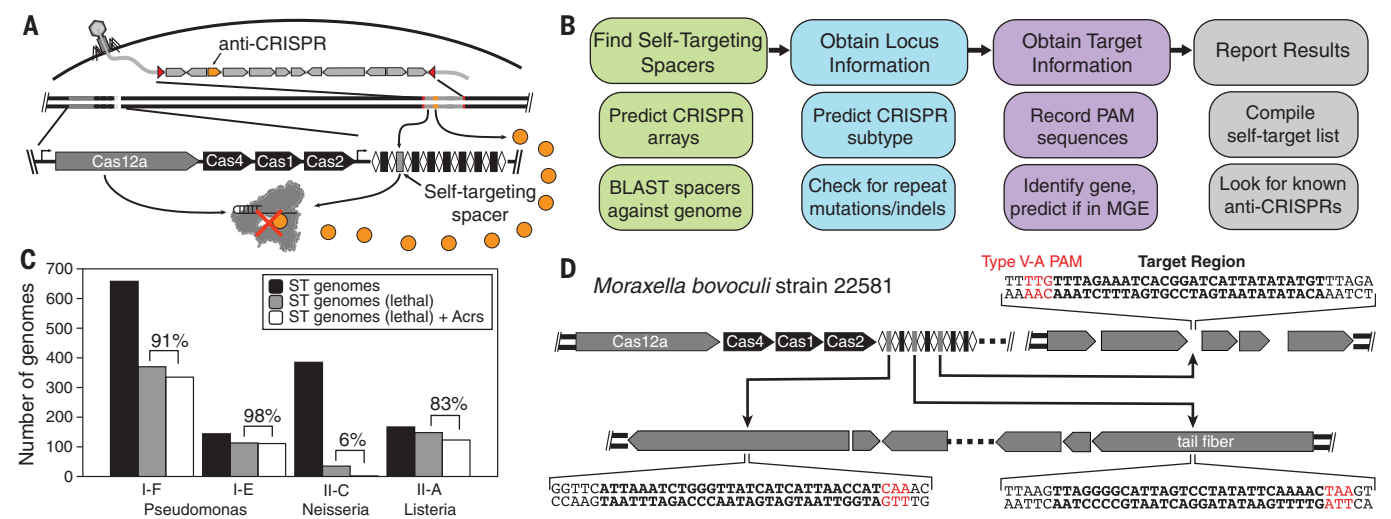 A
anti-CRISPR
Cas12a
Cas4
Cas1
Cas2
Self-targeting
spacer
B
Find Self-Targeting
Spacers
Predict CRISPR
arrays
BLAST spacers
against genome
Obtain Locus
Information
Predict CRISPR
subtype
Check for repeat
mutations/indels
Obtain Target
Information
Record PAM
sequences
Identify gene,
predict if in MGE
Report Results
Compile
self-target list
Look for known
anti-CRISPRs
C
Number of genomes
700
600
500
400
300
200
100
0
ST genomes
ST genomes (lethal)
ST genomes (lethal) + Acrs
91%
98%
6%
83%
I-F
I-E
II-C
II-A
Pseudomonas
Neisseria
Listeria
D
Moraxella bovoculi strain 22581
Type V-A PAM
Target Region
TTTTGTTTAGAAATCACGGATCATTATATATGTTTAGA
AAAACAAATCTTTAGTGCCTAGTAATATATACAAATCT
Cas12a
Cas4
Cas1
Cas2
tail fiber
GGTTCATTAAATCTGGGTTATCATCATTAACCATCAAAC
CCAAGTAATTTAGACCCAATAGTAGTAATTGGTAGTTTG
TTAAGTTAGGGGCATTAGTCCTATATTCAAAACTAAGT
AATTCAATCCCCGTAATCAGGATATAAGTTTTGATTCA